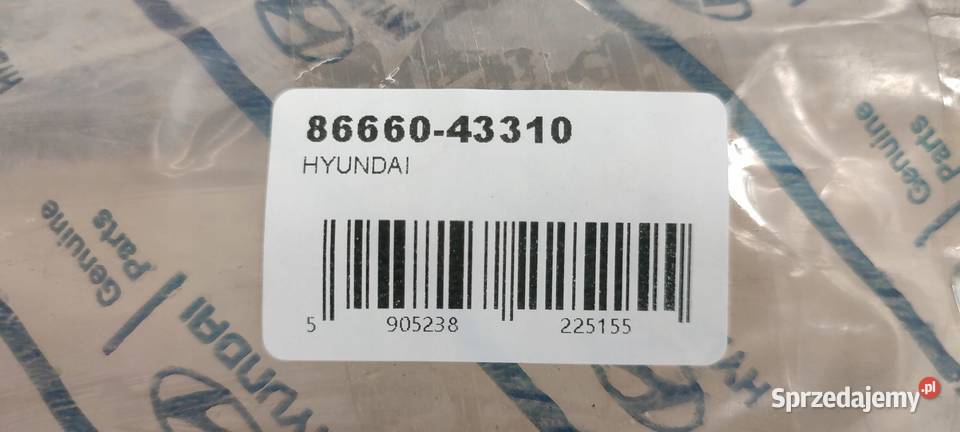 86660-43310
HYUNDAI
5 905238 225155
Genuine
Parts
HYUNDAI
Genuine
Parts
Sprzedajemy.pl